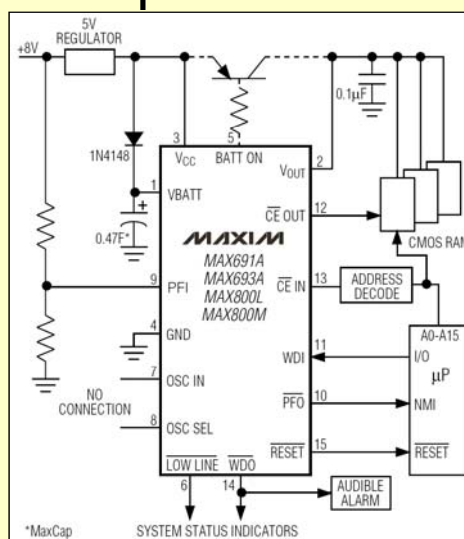 5V
REGULATOR
+8V
0.1µF
3
5
VCC
BATT ON
2
VOUT
1N4148
1
VBATT
+
0.47F*
12
CE OUT
CMOS RAM
MAXIM
MAX691A
MAX693A
MAX800L
MAX800M
9
PFI
13
CE IN
ADDRESS
DECODE
A0-A15
4
GND
11
WDI
I/O
µP
7
OSC IN
NO
CONNECTION
PFO
10
NMI
8
OSC SEL
RESET
15
RESET
LOW LINE
WDO
6
14
AUDIBLE
ALARM
*MaxCap
SYSTEM STATUS INDICATORS